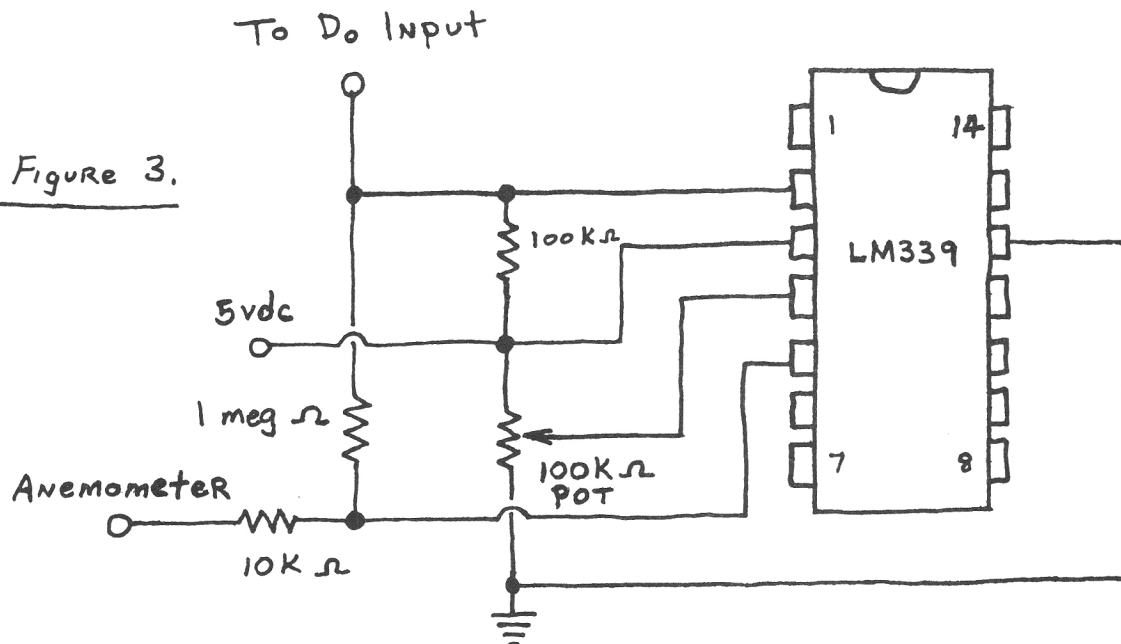 To Do Input
Figure 3.
1
14
100KΩ
LM339
5vdc
1 meg Ω
100KΩ
POT
7
8
Anemometer
10K Ω